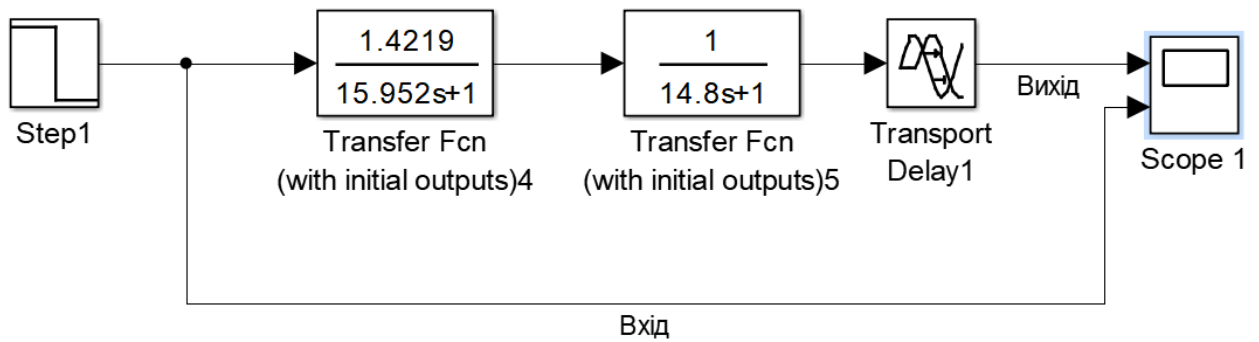 Step1
1.4219
15.952s+1
Transfer Fcn
(with initial outputs)4
1
14.8s+1
Transfer Fcn
(with initial outputs)5
Transport
Delay1
Вихід
Scope 1
Вхід